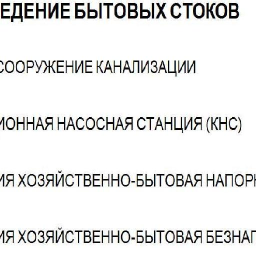 ЕДЕНИЕ БЫТОВЫХ СТОКОВ
СООРУЖЕНИЕ КАНАЛИЗАЦИИ
ИОННАЯ НАСОСНАЯ СТАНЦИЯ (КНС)
ИЯ ХОЗЯЙСТВЕННО-БЫТОВАЯ НАПОР
ИЯ ХОЗЯЙСТВЕННО-БЫТОВАЯ БЕЗНАП